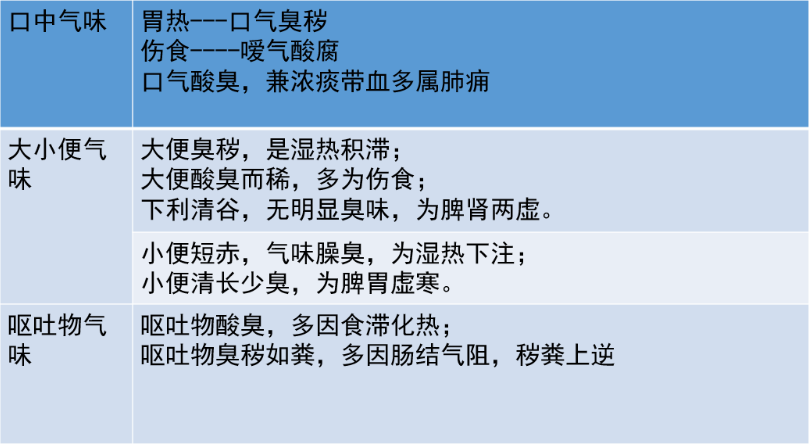 口中气味
胃热---口气臭秽
伤食----嗳气酸腐
口气酸臭，兼浓痰带血多属肺痈
大小便气
味
大便臭秽，是湿热积滞；
大便酸臭而稀，多为伤食；
下利清谷，无明显臭味，为脾肾两虚。
小便短赤，气味臊臭，为湿热下注；
小便清长少臭，为脾胃虚寒。
呕吐物气
味
呕吐物酸臭，多因食滞化热；
呕吐物臭秽如粪，多因肠结气阻，秽粪上逆